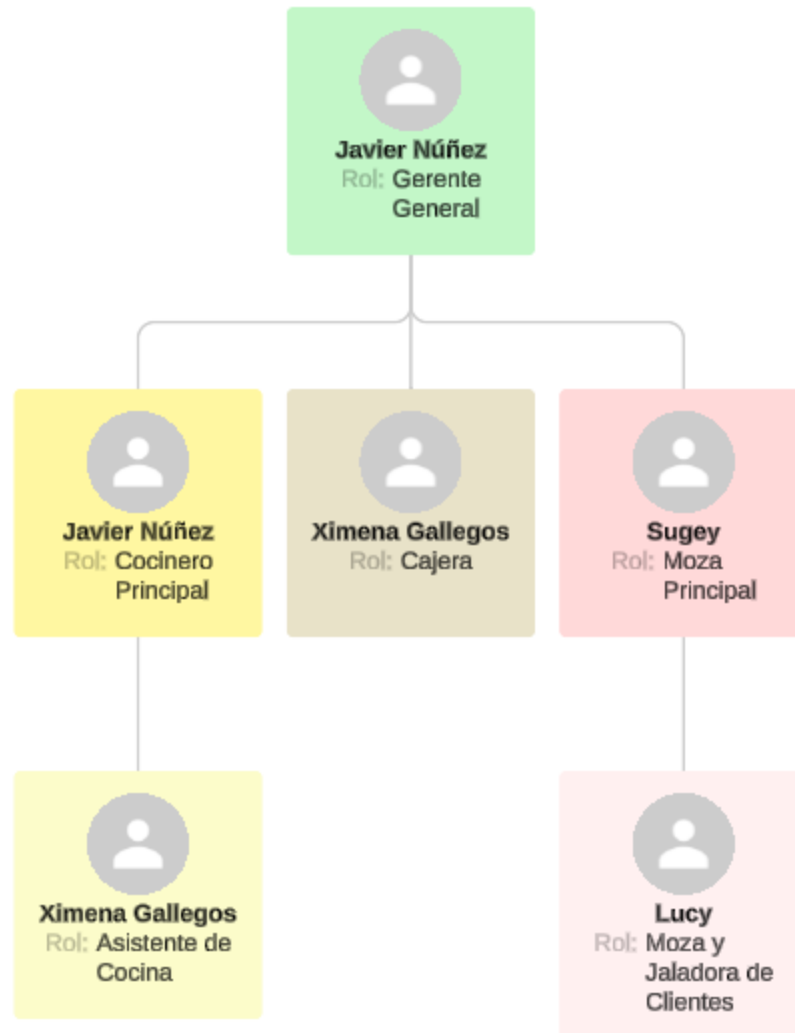 Javier Núñez
Rol: Gerente
General
Javier Núñez
Rol: Cocinero
Principal
Ximena Gallegos
Rol: Cajera
Sugey
Rol: Moza
Principal
Ximena Gallegos
Rol: Asistente de
Cocina
Lucy
Rol: Moza y
Jaladora de
Clientes